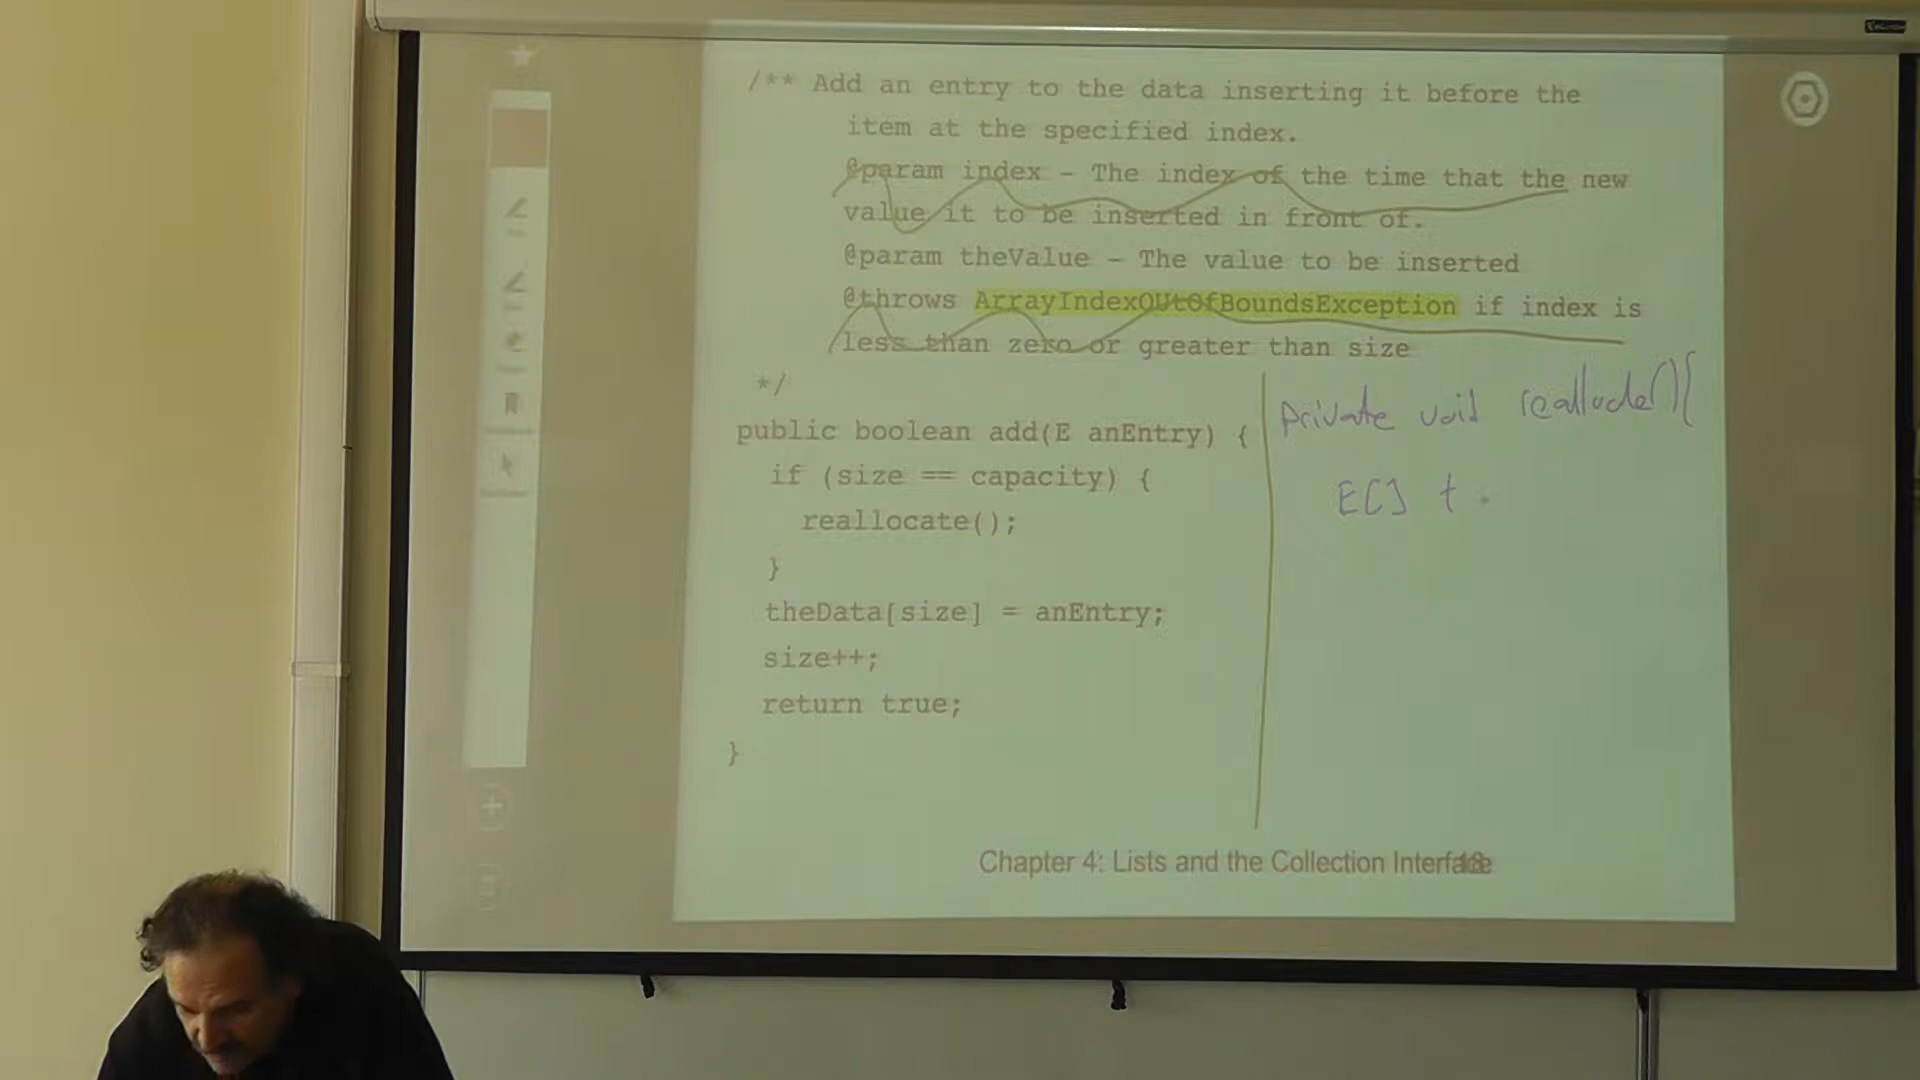 /** Add an entry to the data inserting it before the
item at the specified index.
@param index – The index of the time that the new
value it to be inserted in front of.
@param theValue – The value to be inserted
@throws ArrayIndexOUtOfBoundsException if index is
less than zero or greater than size
*/
public boolean add(E anEntry) {
if (size == capacity) {
reallocate();
}
theData[size] = anEntry;
size++;
return true;
}
private void reallocate(){
E[] t
Chapter 4: Lists and the Collection Interface